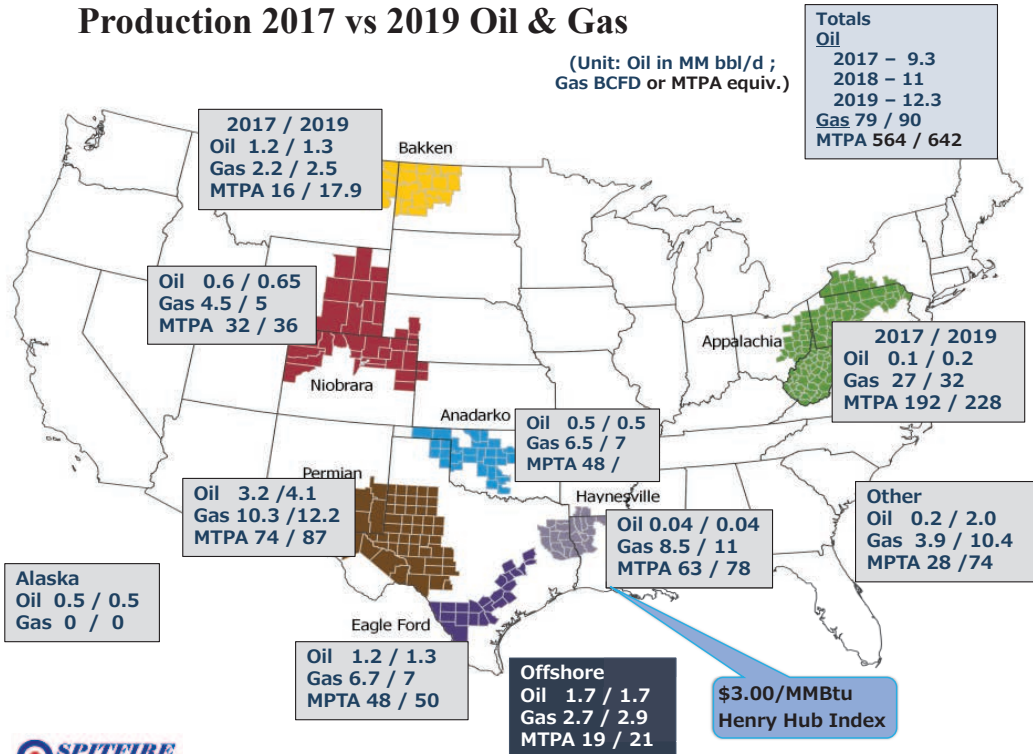 Production 2017 vs 2019 Oil & Gas
(Unit: Oil in MM bbl/d ;
Gas BCFD or MTPA equiv.)
Totals
Oil
2017 – 9.3
2018 – 11
2019 – 12.3
Gas 79 / 90
MTPA 564 / 642
2017 / 2019
Oil 1.2 / 1.3
Gas 2.2 / 2.5
MTPA 16 / 17.9
Bakken
Oil 0.6 / 0.65
Gas 4.5 / 5
MTPA 32 / 36
Niobrara
Appalachia
2017 / 2019
Oil 0.1 / 0.2
Gas 27 / 32
MTPA 192 / 228
Anadarko
Oil 0.5 / 0.5
Gas 6.5 / 7
MPTA 48 /
Permian
Oil 3.2 /4.1
Gas 10.3 /12.2
MTPA 74 / 87
Haynesville
Oil 0.04 / 0.04
Gas 8.5 / 11
MTPA 63 / 78
Other
Oil 0.2 / 2.0
Gas 3.9 / 10.4
MPTA 28 /74
Alaska
Oil 0.5 / 0.5
Gas 0 / 0
Eagle Ford
Oil 1.2 / 1.3
Gas 6.7 / 7
MPTA 48 / 50
Offshore
Oil 1.7 / 1.7
Gas 2.7 / 2.9
MTPA 19 / 21
$3.00/MMBtu
Henry Hub Index
SPITFIRE